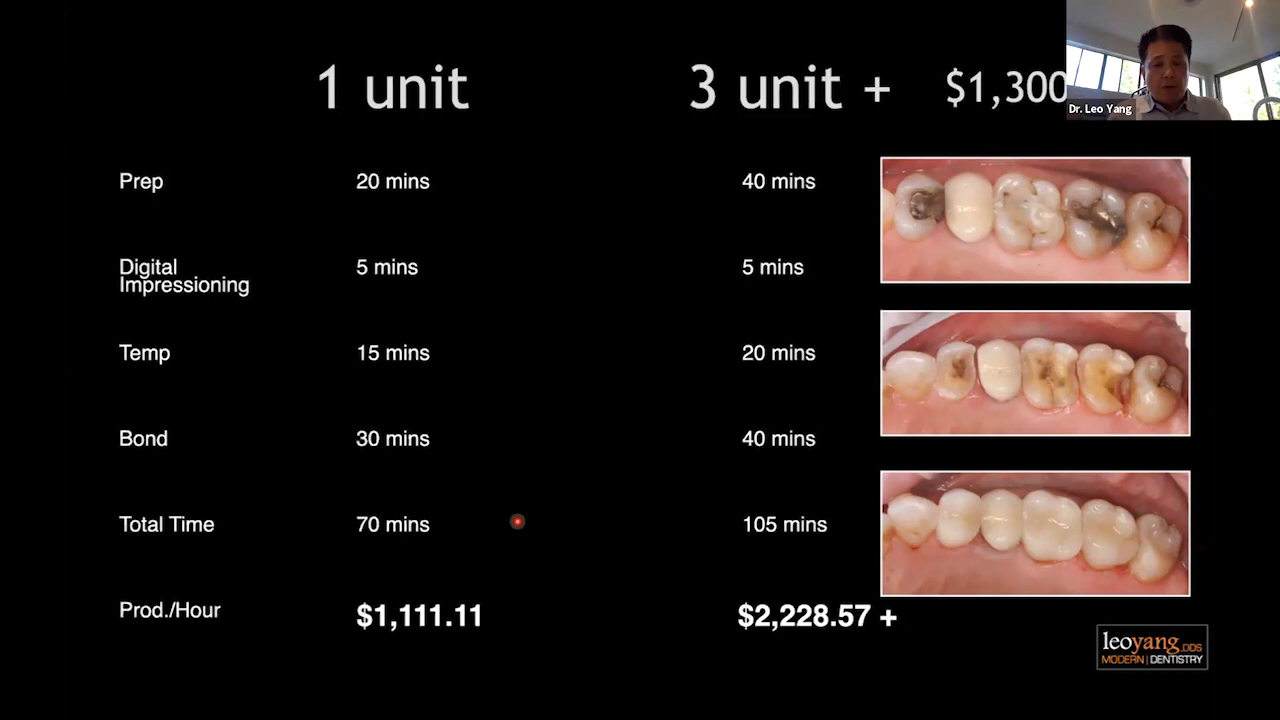 1 unit
3 unit +
$1,300
Dr. Leo Yang
Prep
20 mins
40 mins
Digital
Impressioning
5 mins
5 mins
Temp
15 mins
20 mins
Bond
30 mins
40 mins
Total Time
70 mins
105 mins
Prod./Hour
$1,111.11
$2,228.57 +
leoyang.DDS
MODERN | DENTISTRY